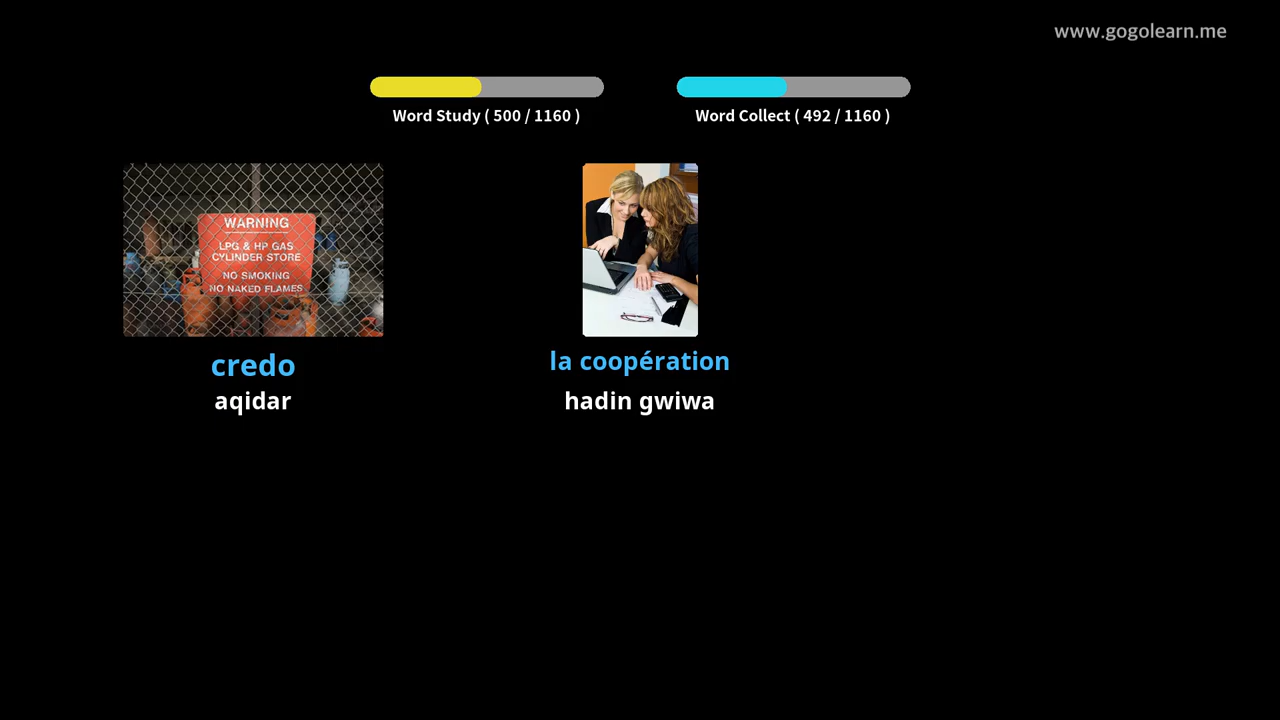 www.gogolearn.me
Word Study ( 500 / 1160 )
Word Collect ( 492 / 1160 )
WARNING
LPG & HP GAS
CYLINDER STORE
NO SMOKING
NO NAKED FLAMES
credo
aqidar
la coopération
hadin gwiwa